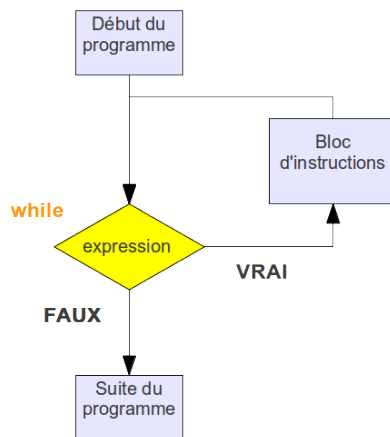 Début du
programme
Bloc
d'instructions
while
expression
VRAI
FAUX
Suite du
programme